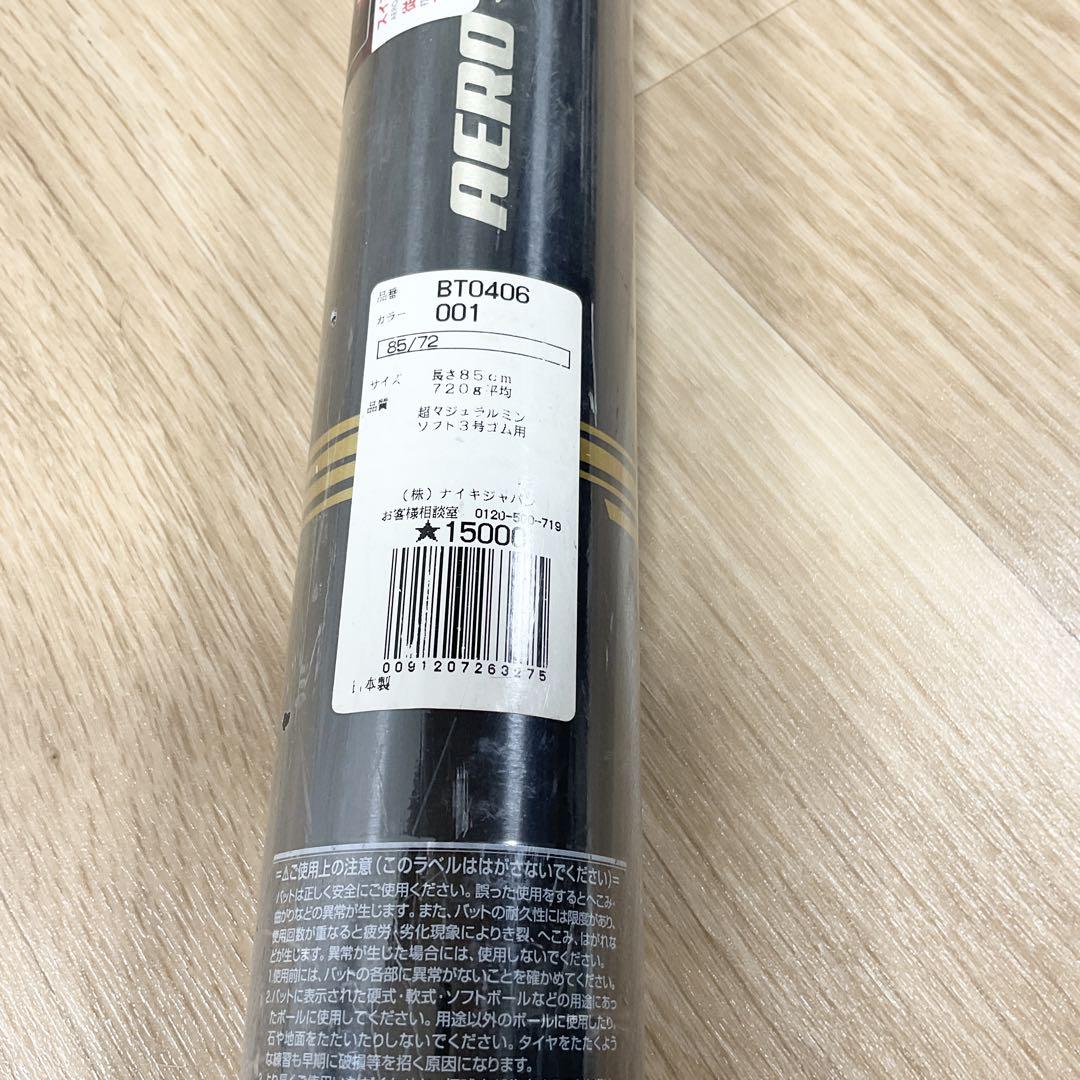 AERO
品番 BT0406
カラー 001
85/72
サイズ 長さ85cm
720g平均
品質 超々ジュラルミン
ソフト3号ゴム用
(株)ナイキジャパン
お客様相談室 0120-500-719
★15000
0091207263275
日本製
=⚠ご使用上の注意(このラベルははがさないでください)=
バットは正しく安全にご使用ください。誤った使用をするとへこみ・
曲がりなどの異常が生じます。また、バットの耐久性には限度があり、
使用回数が重なると疲労・劣化現象によりき裂、へこみ、はがれな
どが生じます。異常が生じた場合には、使用しないでください。
1.使用前には、バットの各部に異常がないことを確かめてください。
2.バットに表示された硬式・軟式・ソフトボールなどの用途にあっ
たボールに使用してください。用途以外のボールに使用したり、
石や地面をたたいたりしないでください。タイヤをたたくよう
な練習も早期に破損等を招く原因になります。